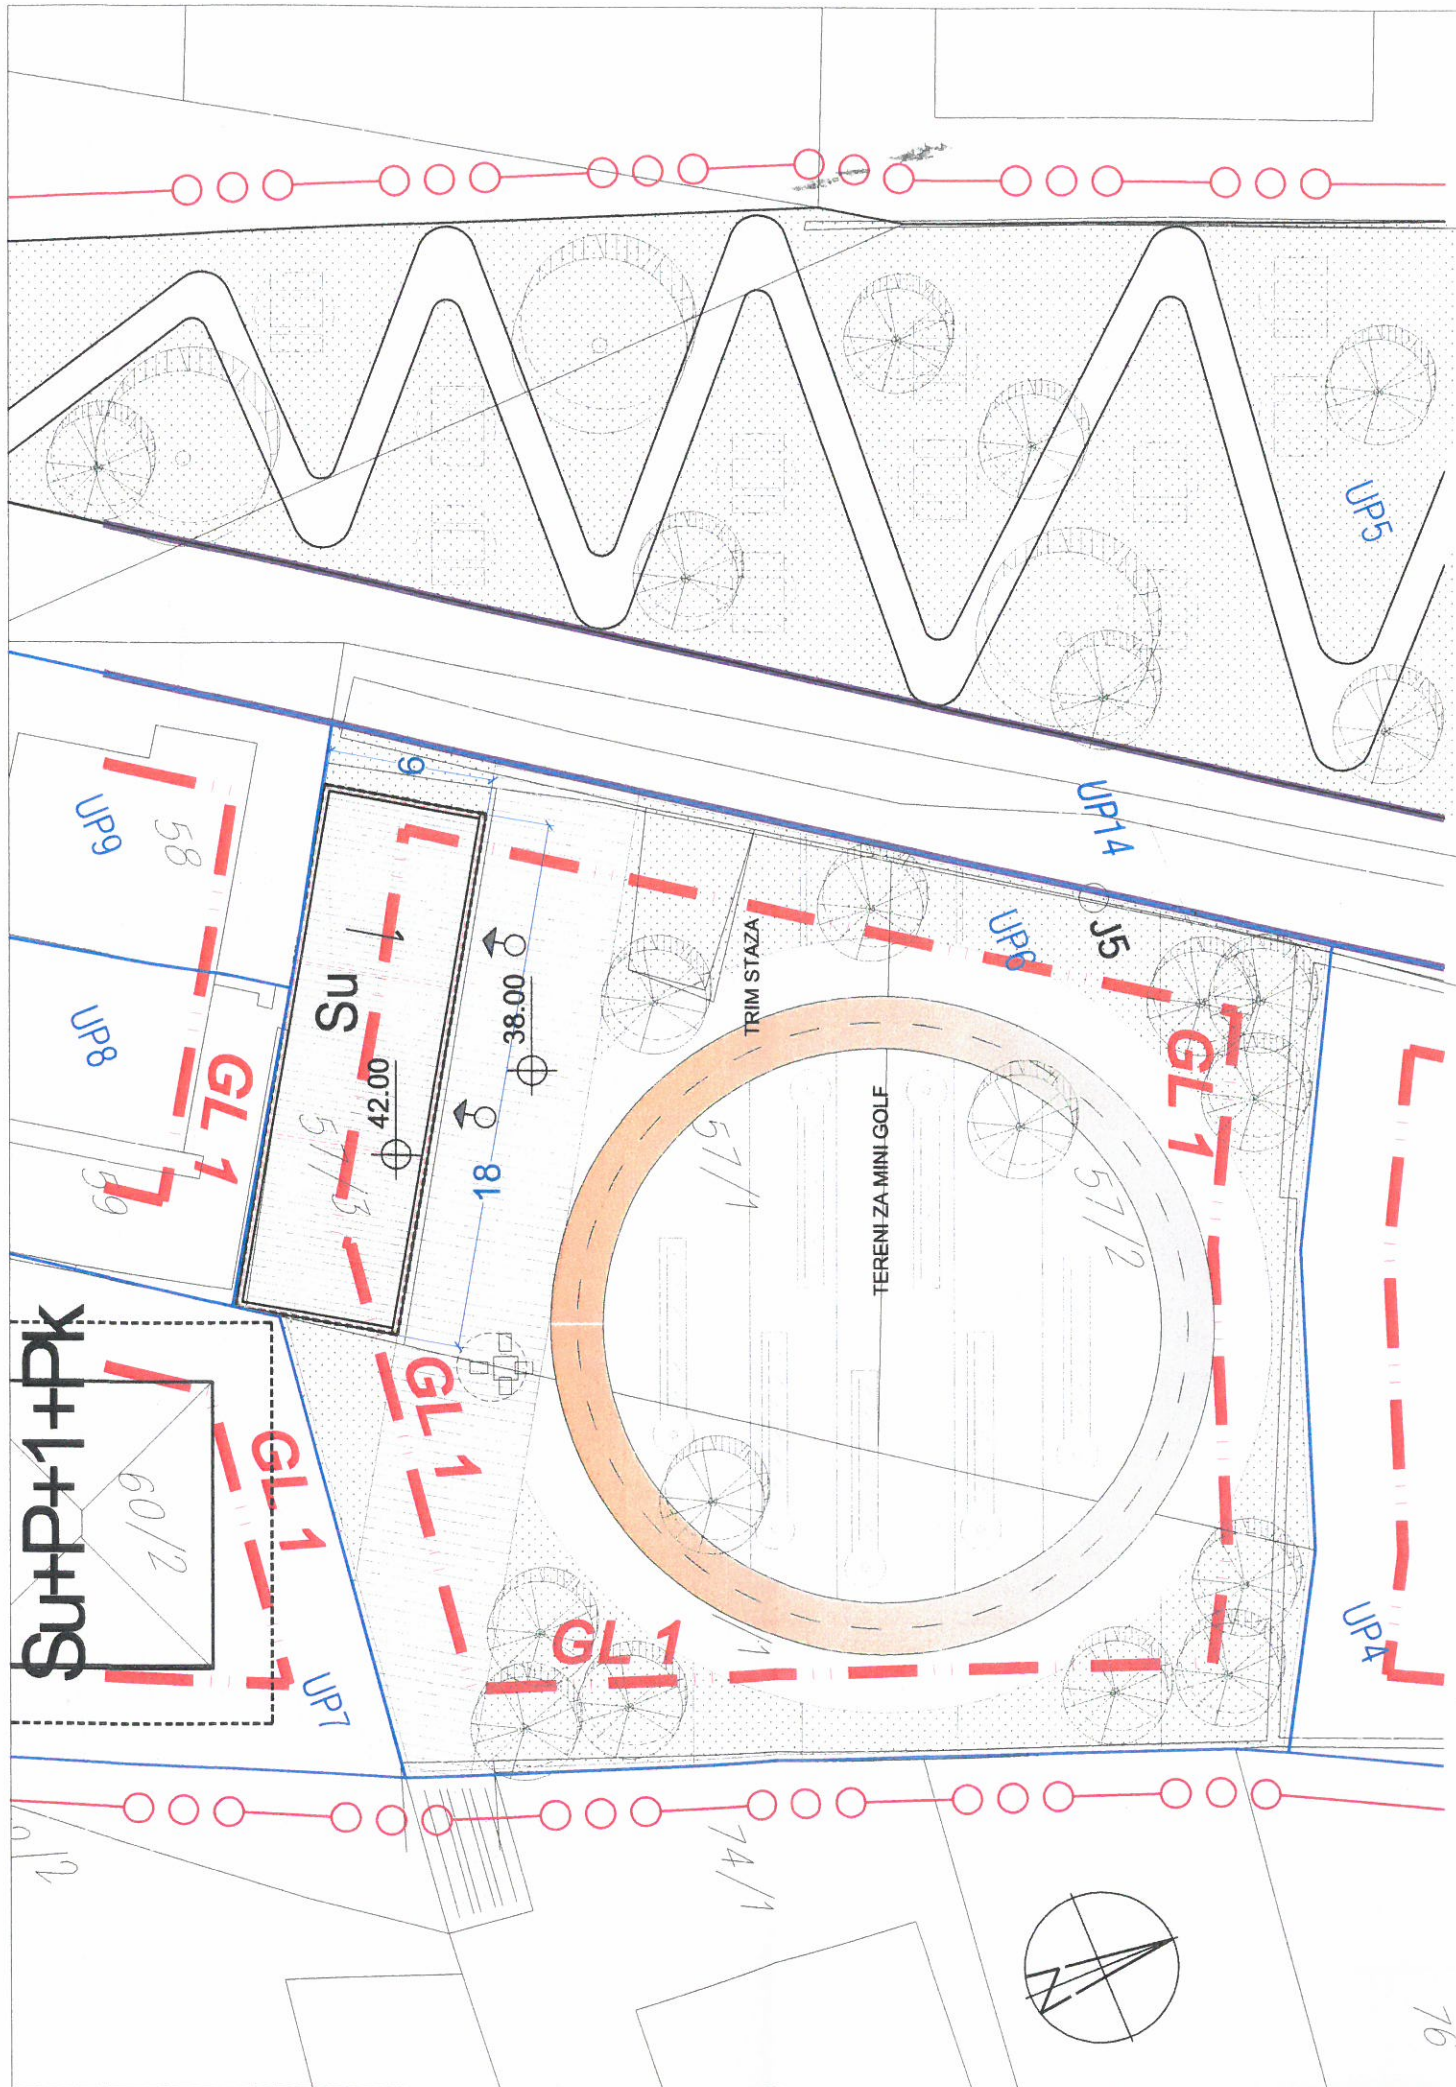 UP5
9
UP14
UP9
58
UP6
J5
TRIM STAZA
Su
38.00
UP8
GL 1
42.00
57/3
GL 1
57/1
TERENI ZA MINI GOLF
57/2
18
59
Su+P+1+Pk
GL 1
GL 1
60/2
GL 1
UP4
UP7
74/1
N
76